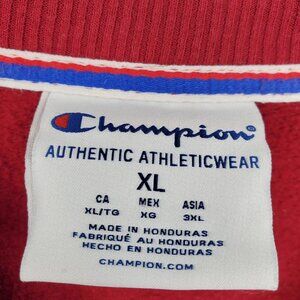 Champion
AUTHENTIC ATHLETICWEAR
XL
CA MEX ASIA
XL/TG XG 3XL
MADE IN HONDURAS
FABRIQUÉ AU HONDURAS
HECHO EN HONDURAS
CHAMPION.COM